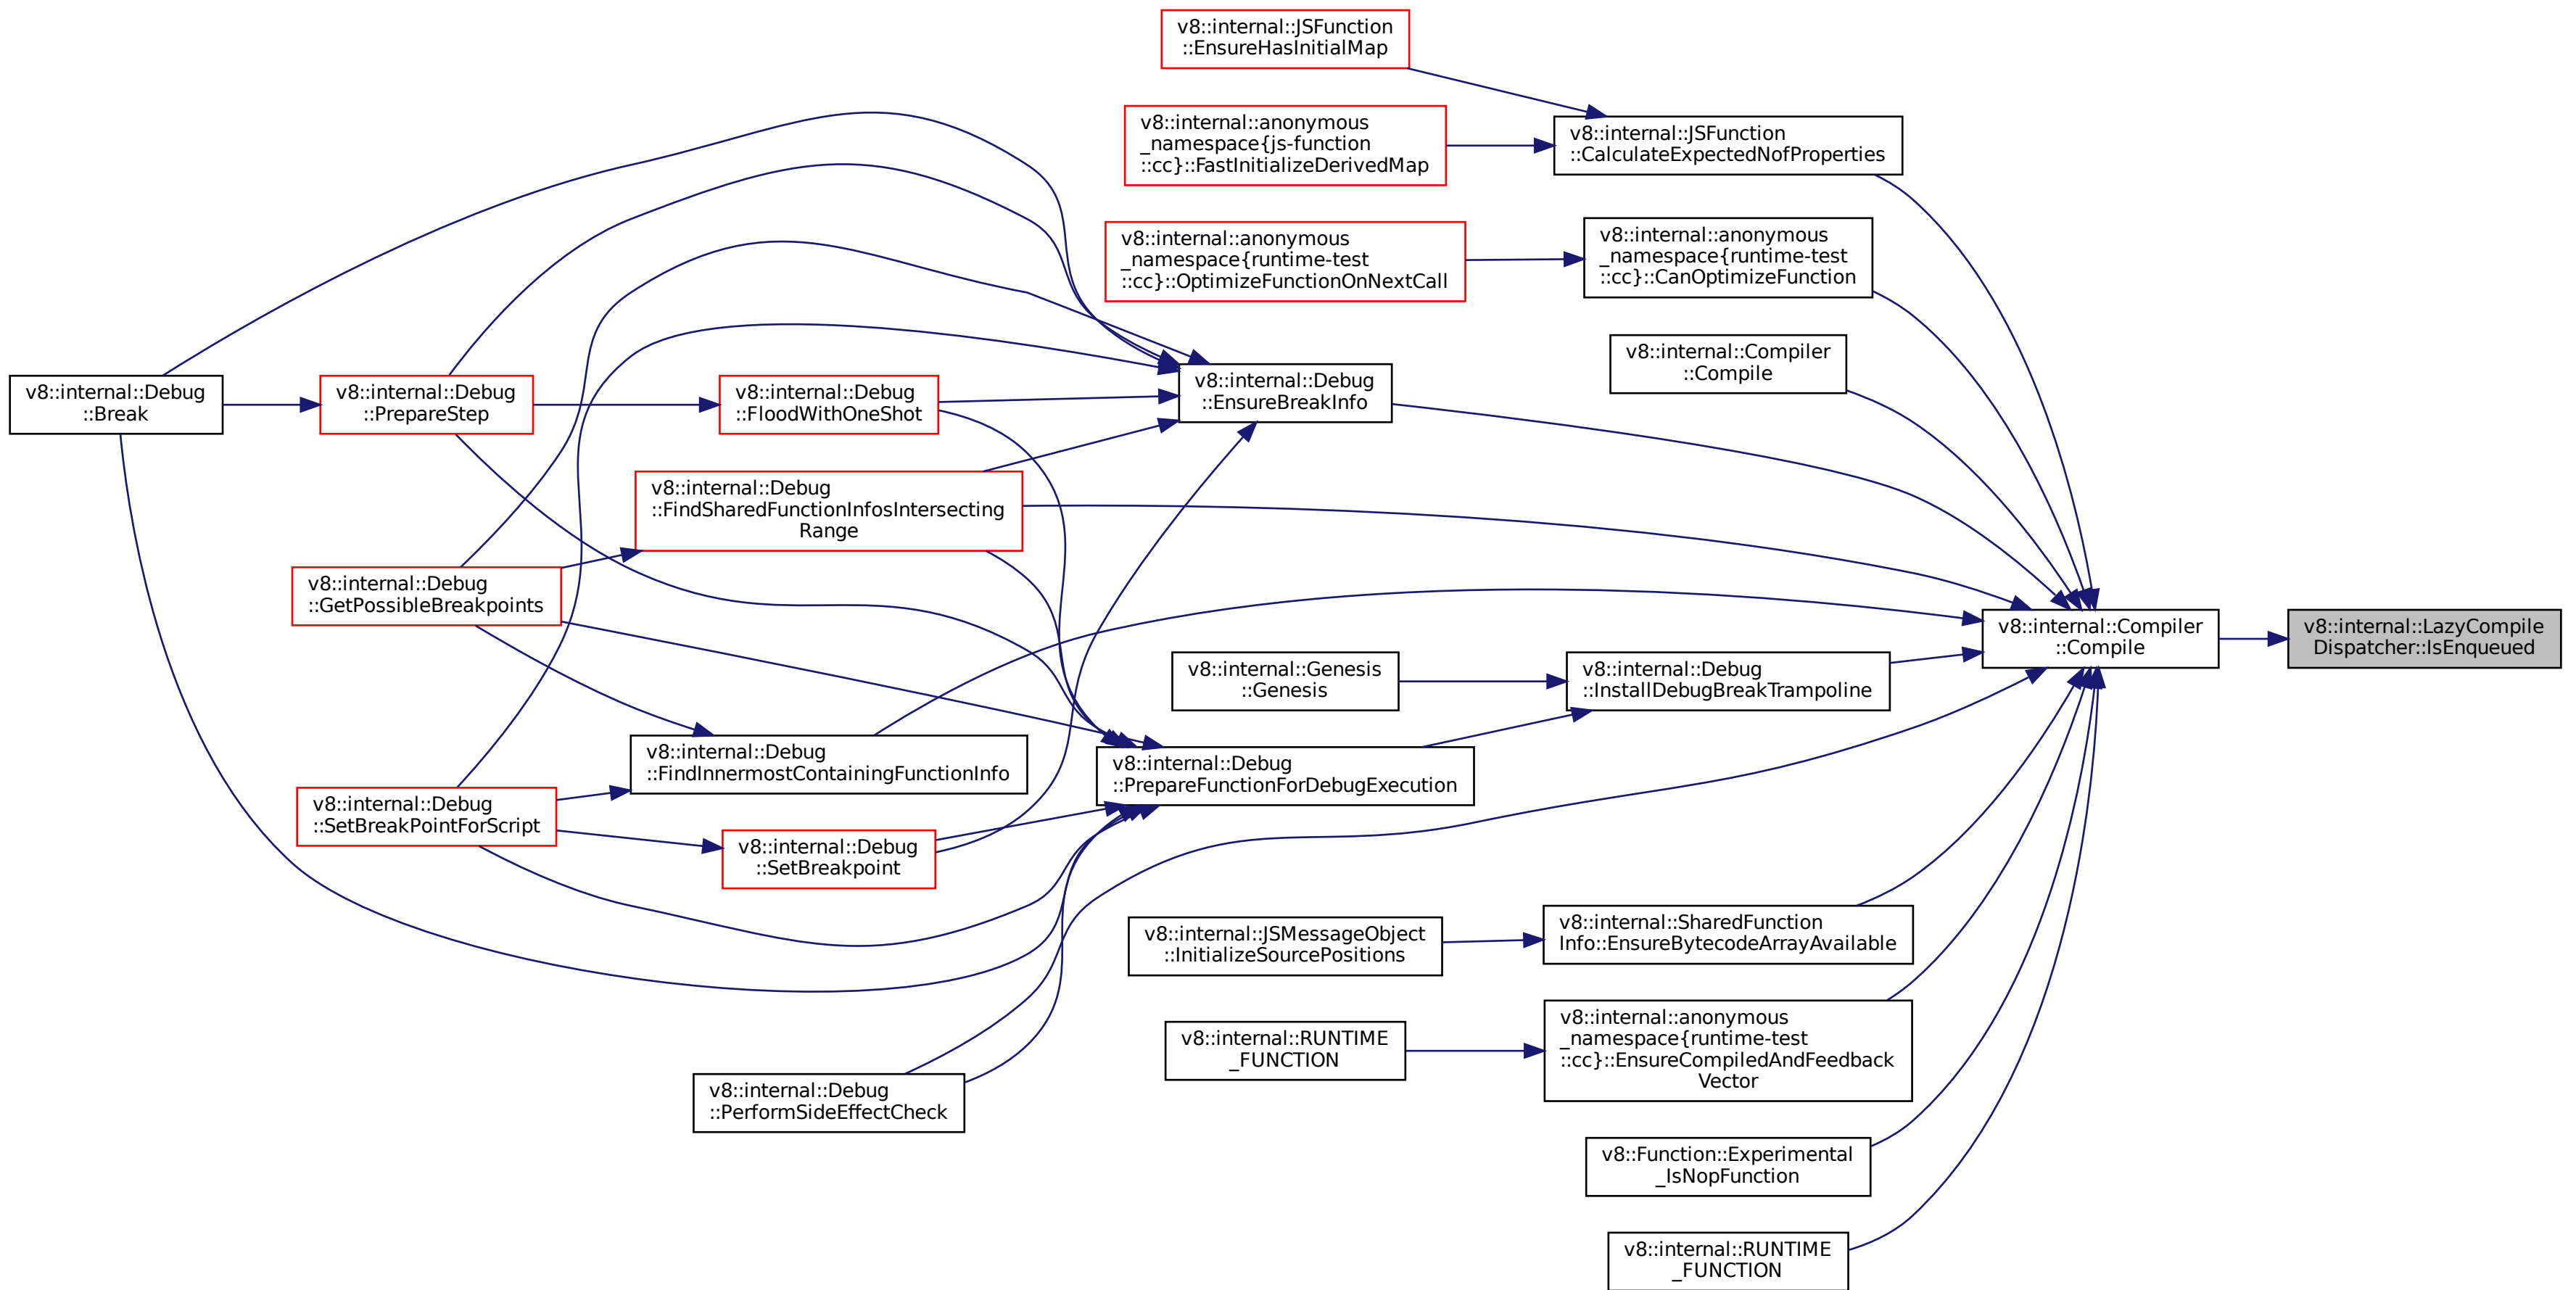 v8::internal::JSFunction
::EnsureHasInitialMap
v8::internal::anonymous
_namespace{js-function
::cc}::FastInitializeDerivedMap
v8::internal::JSFunction
::CalculateExpectedNofProperties
v8::internal::anonymous
_namespace{runtime-test
::cc}::OptimizeFunctionOnNextCall
v8::internal::anonymous
_namespace{runtime-test
::cc}::CanOptimizeFunction
v8::internal::Compiler
::Compile
v8::internal::Debug
::Break
v8::internal::Debug
::PrepareStep
v8::internal::Debug
::FloodWithOneShot
v8::internal::Debug
::EnsureBreakInfo
v8::internal::Debug
::FindSharedFunctionInfosIntersecting
Range
v8::internal::Debug
::GetPossibleBreakpoints
v8::internal::Genesis
::Genesis
v8::internal::Debug
::InstallDebugBreakTrampoline
v8::internal::Compiler
::Compile
v8::internal::LazyCompile
Dispatcher::IsEnqueued
v8::internal::Debug
::FindInnermostContainingFunctionInfo
v8::internal::Debug
::PrepareFunctionForDebugExecution
v8::internal::Debug
::SetBreakPointForScript
v8::internal::Debug
::SetBreakpoint
v8::internal::JSMessageObject
::InitializeSourcePositions
v8::internal::SharedFunction
Info::EnsureBytecodeArrayAvailable
v8::internal::RUNTIME
_FUNCTION
v8::internal::anonymous
_namespace{runtime-test
::cc}::EnsureCompiledAndFeedback
Vector
v8::internal::Debug
::PerformSideEffectCheck
v8::Function::Experimental
_IsNopFunction
v8::internal::RUNTIME
_FUNCTION